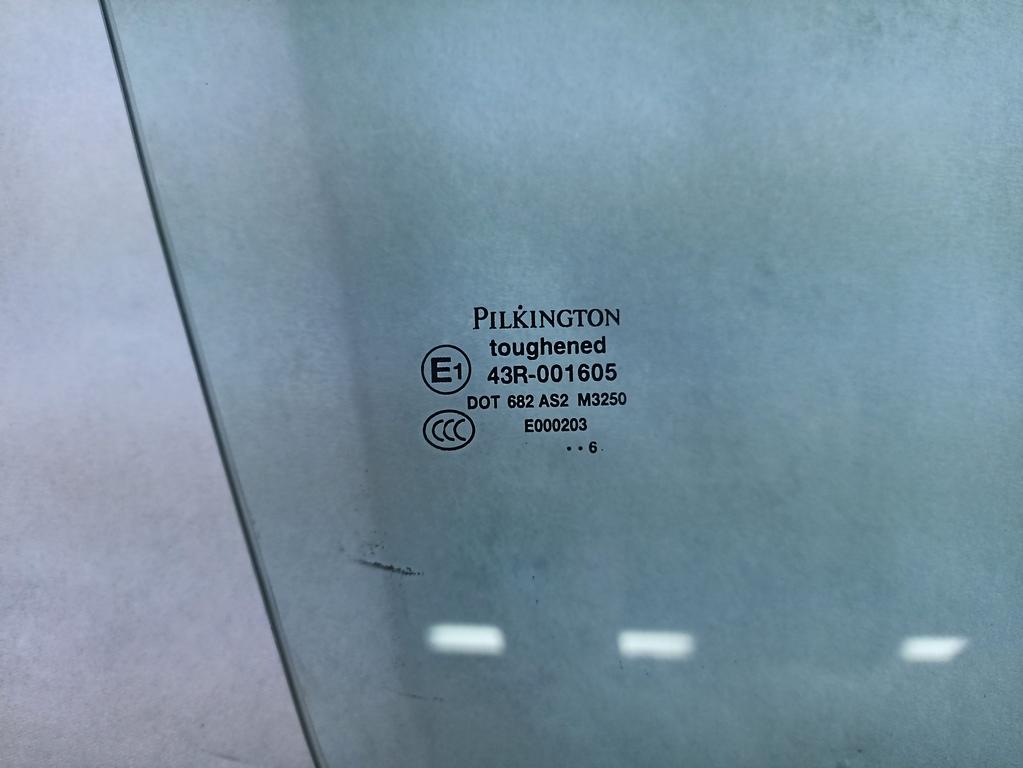 PILKINGTON
toughened
E1 43R-001605
DOT 682 AS2 M3250
CCC E000203
..6.